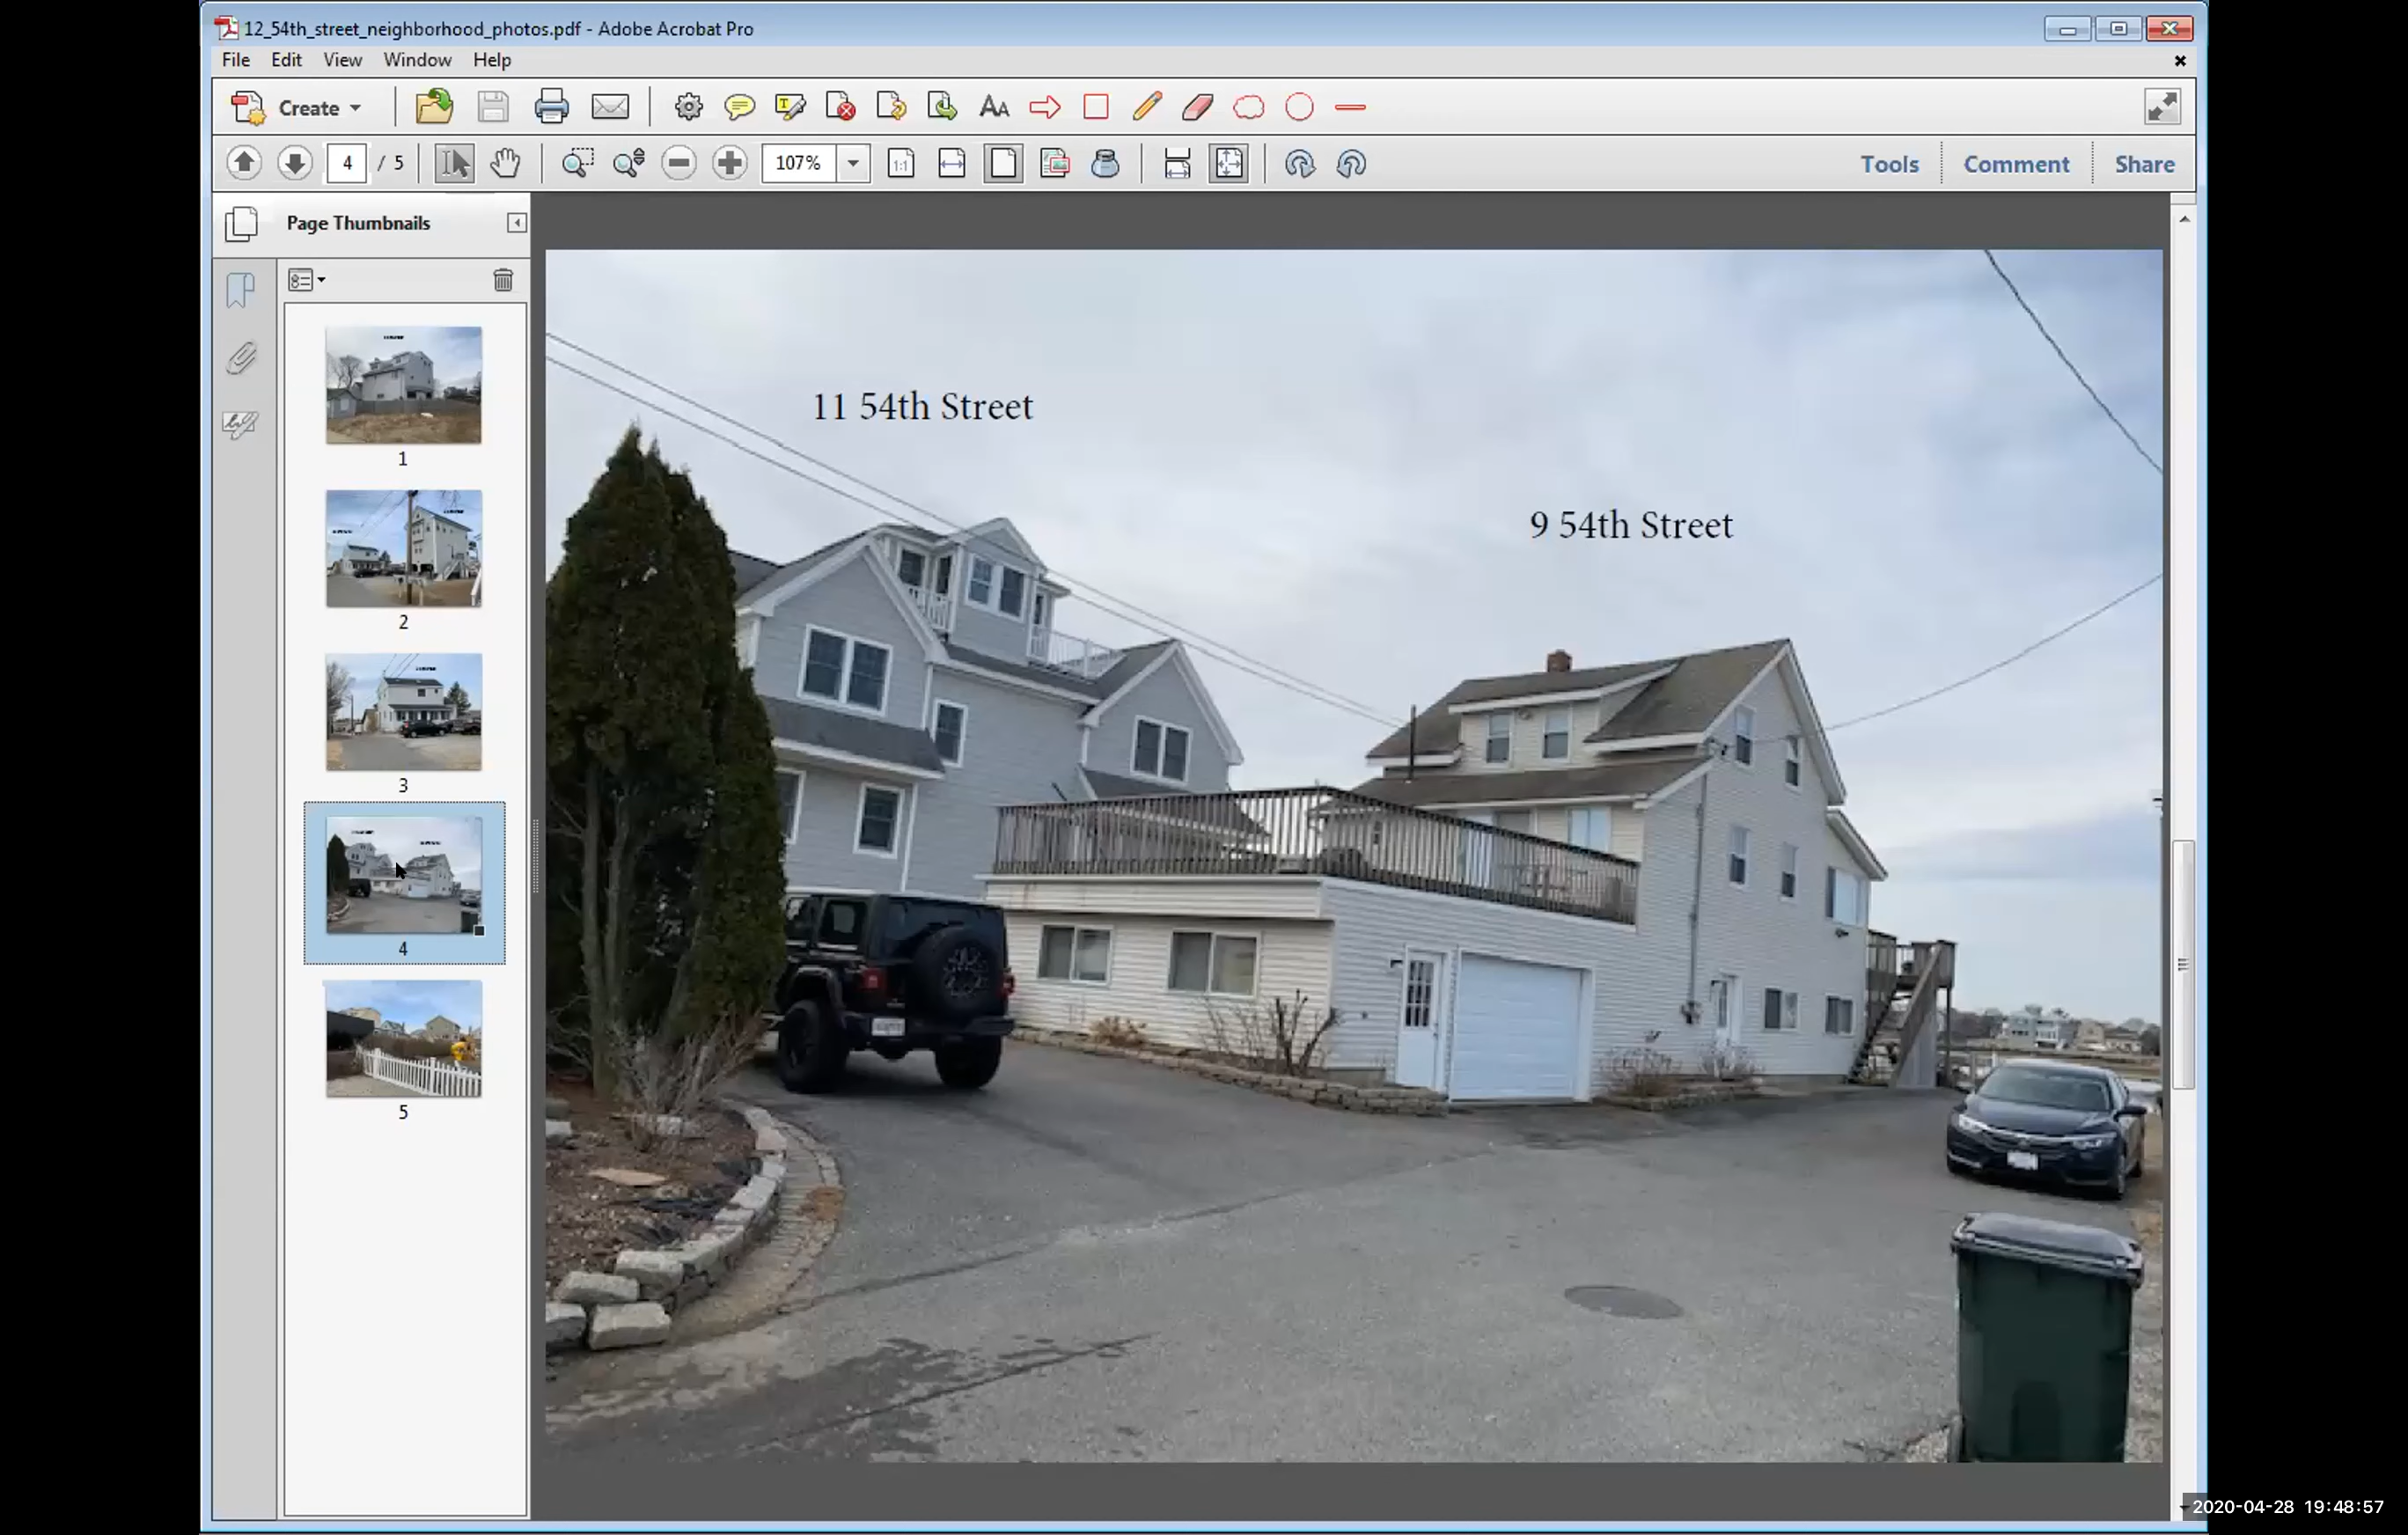 12_54th_street_neighborhood_photos.pdf - Adobe Acrobat Pro
File Edit View Window Help
Create
4 / 5 107% Tools Comment Share
Page Thumbnails
1
2
3
4
5
11 54th Street
9 54th Street
2020-04-28 19:48:57